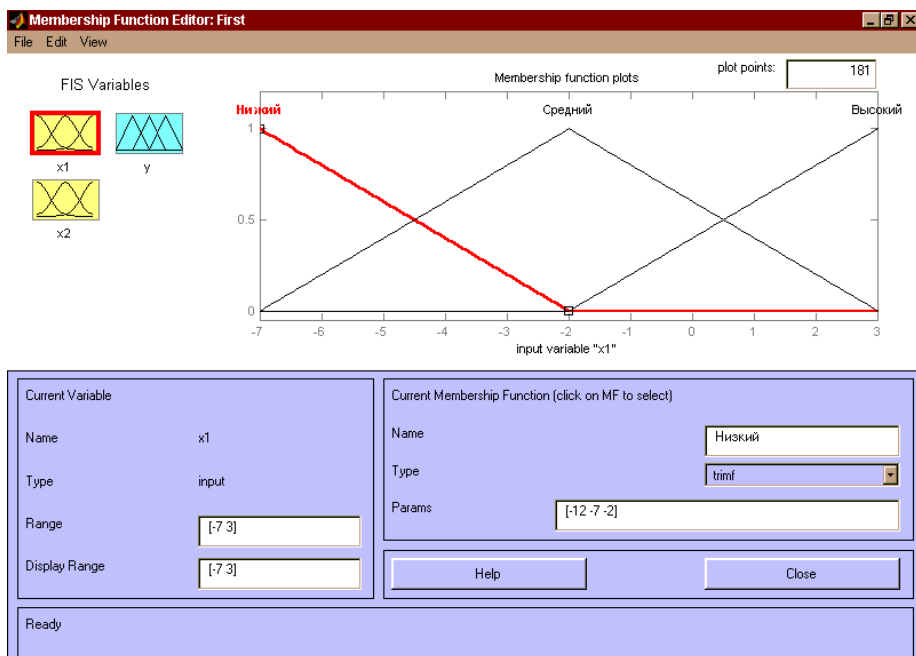 Membership Function Editor: First
File Edit View
FIS Variables
x1
y
x2
plot points:
181
Membership function plots
Низкий
Средний
Высокий
1
0.5
0
-7 -6 -5 -4 -3 -2 -1 0 1 2 3
input variable "x1"
Current Variable
Name x1
Type input
Range [-7 3]
Display Range [-7 3]
Current Membership Function (click on MF to select)
Name Низкий
Type trimf
Params [-12 -7 -2]
Help
Close
Ready